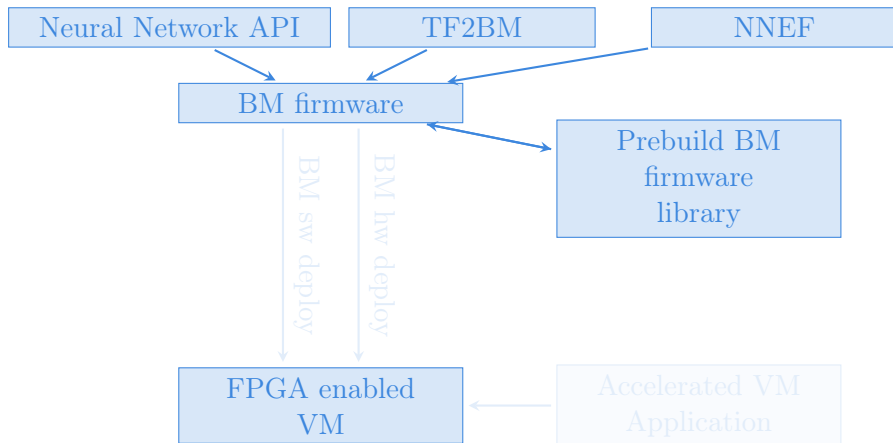 Neural Network API
TF2BM
NNEF
BM firmware
Prebuild BM
firmware
library
BM sw deploy
BM hw deploy
FPGA enabled
VM
Accelerated VM
Application